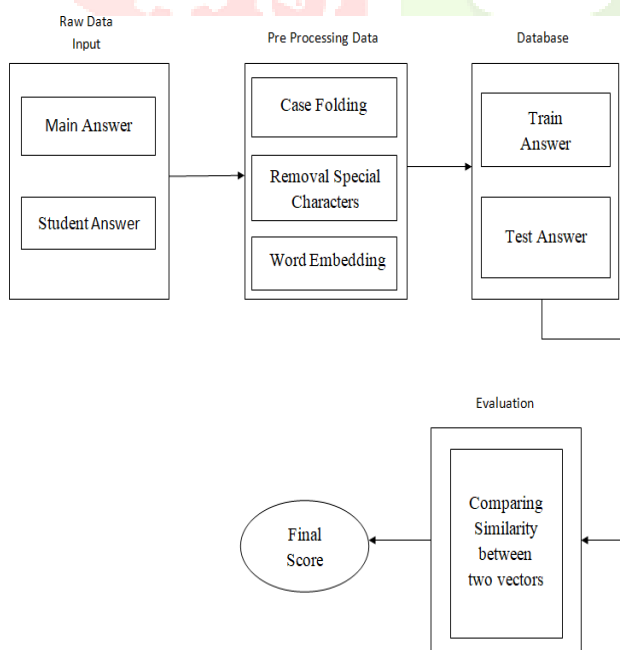 Raw Data
Input
Pre Processing Data
Database
Main Answer
Student Answer
Case Folding
Removal Special
Characters
Word Embedding
Train
Answer
Test Answer
Evaluation
Comparing
Similarity
between
two vectors
Final
Score